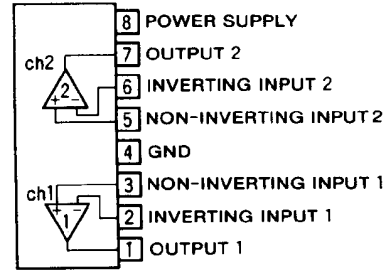 8 POWER SUPPLY
7 OUTPUT 2
ch2
2
+ -
6 INVERTING INPUT 2
5 NON-INVERTING INPUT 2
4 GND
3 NON-INVERTING INPUT 1
ch1
+ -
1
2 INVERTING INPUT 1
1 OUTPUT 1